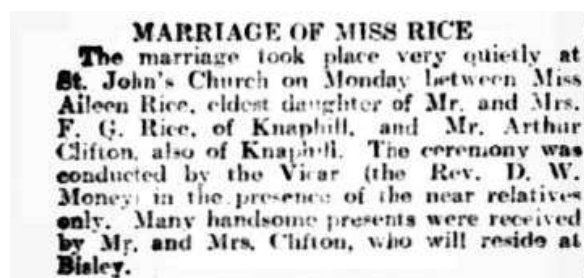 MARRIAGE OF MISS RICE
The marriage took place very quietly at
St. John's Church on Monday between Miss
Aileen Rice, eldest daughter of Mr. and Mrs.
F. G. Rice, of Knaphill, and Mr. Arthur
Clifton, also of Knaphill. The ceremony was
conducted by the Vicar (the Rev. D. W.
Money) in the presence of the near relatives
only. Many handsome presents were received
by Mr. and Mrs. Clifton, who will reside at
Bisley.